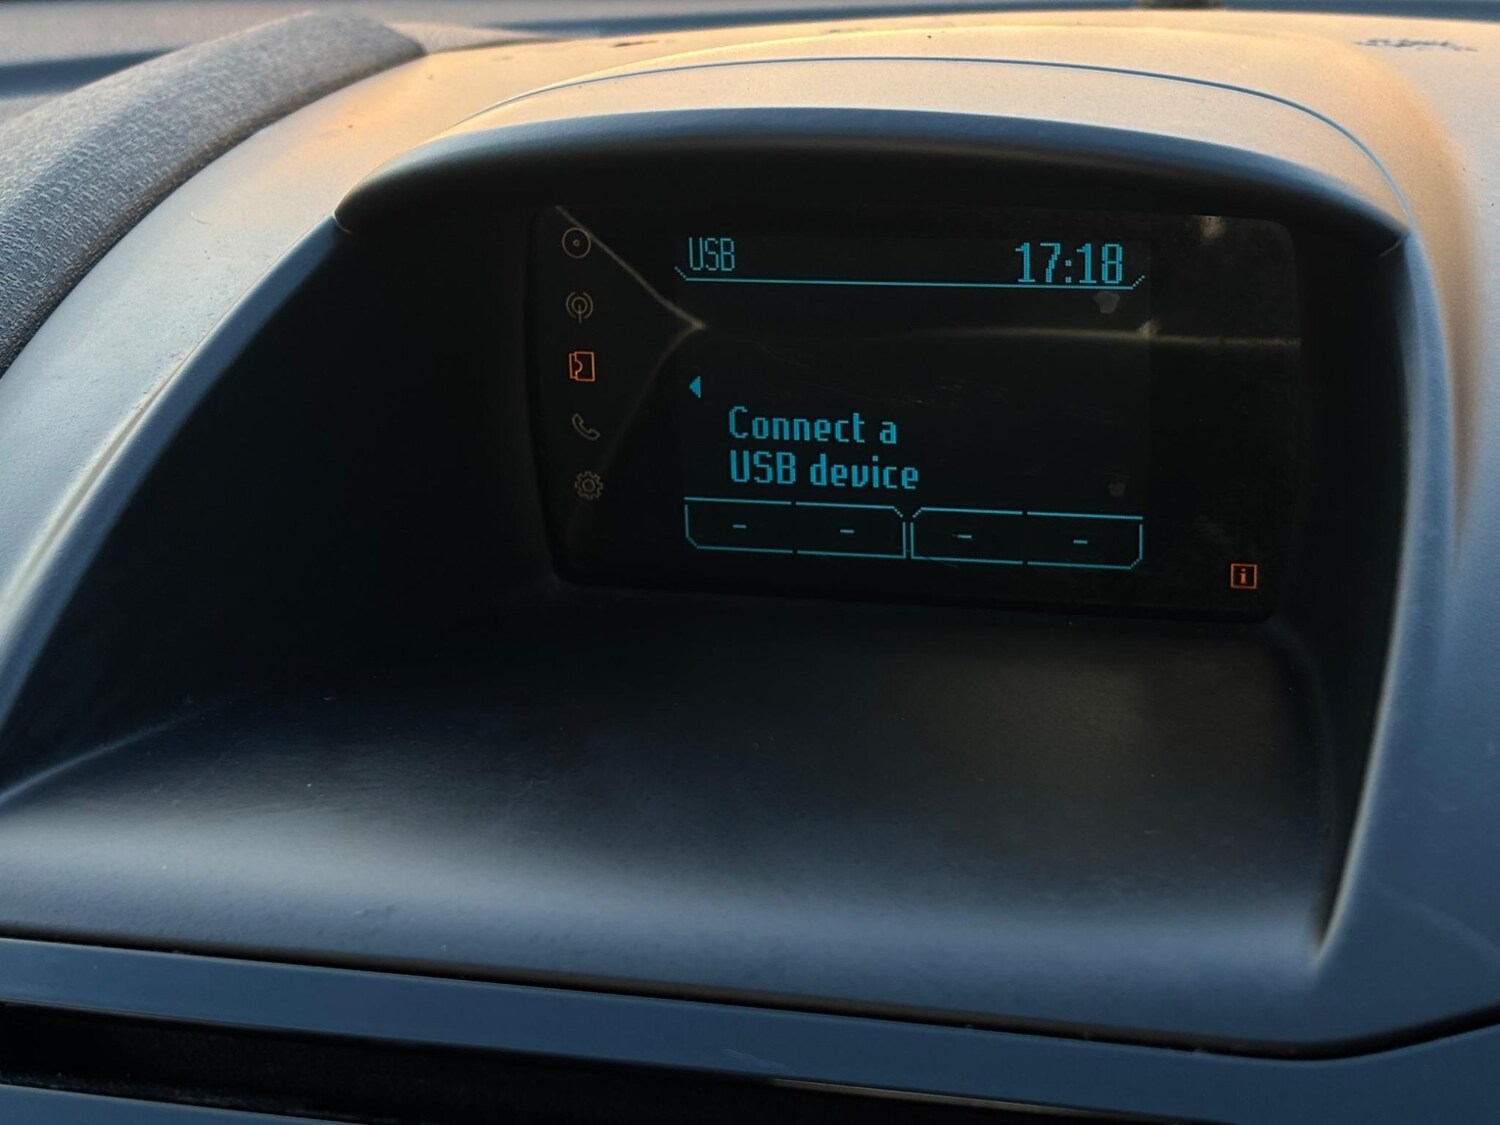 USB 17:18
Connect a
USB device
- - - -
i